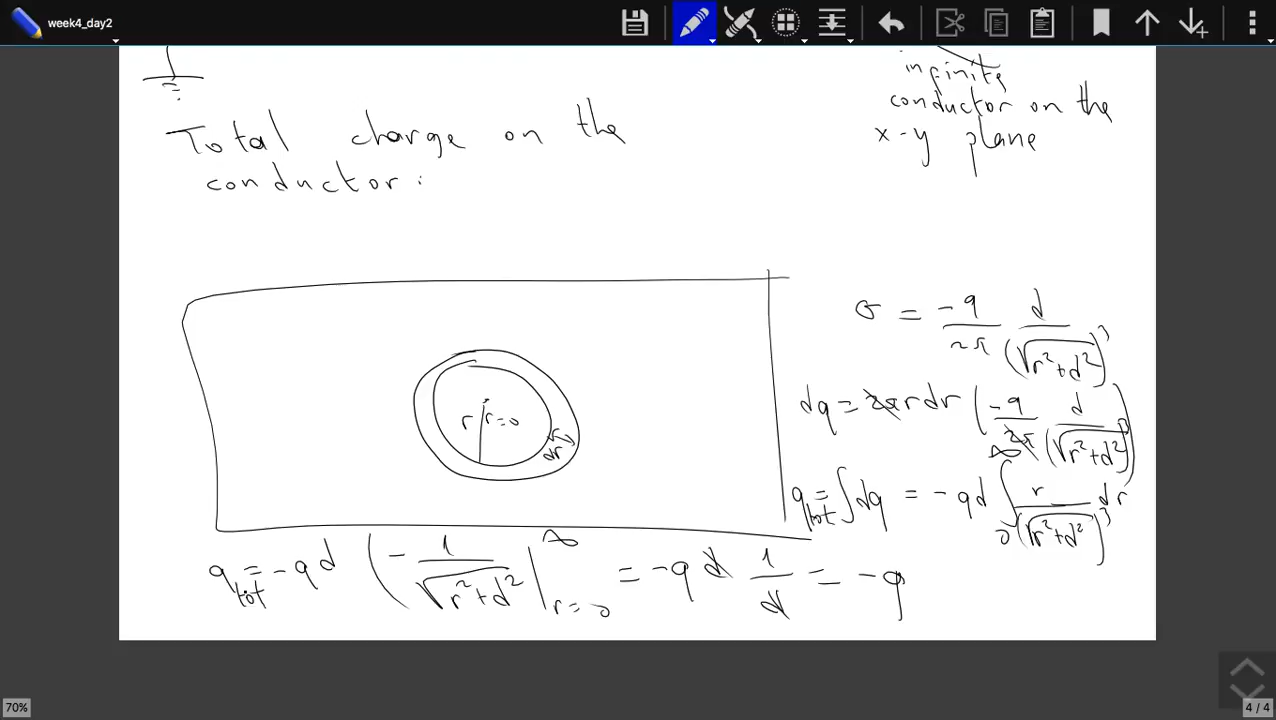 week4_day2
infinite
conductor on the
x-y plane
Total charge on the
conductor:
r r=0
dr
σ = -q/2π d/(√r²+d²)³
dq = 2πrdr (-q/2π d/(√r²+d²)³)
q_tot = ∫dq = -qd ∫₀^∞ r/(√r²+d²)³ dr
q_tot = -qd (-1/√r²+d² |_{r=0}^∞ = -qd 1/d = -q
70%
4 / 4